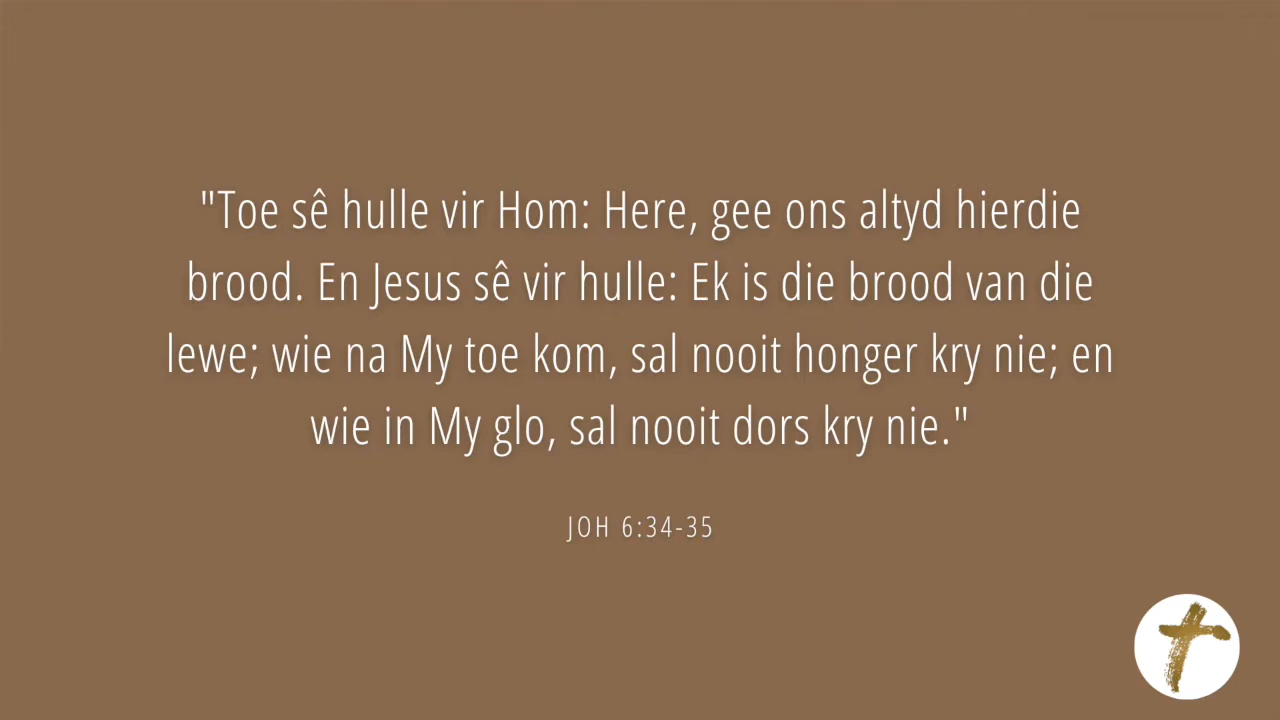 "Toe sê hulle vir Hom: Here, gee ons altyd hierdie
brood. En Jesus sê vir hulle: Ek is die brood van die
lewe; wie na My toe kom, sal nooit honger kry nie; en
wie in My glo, sal nooit dors kry nie."
JOH 6:34-35